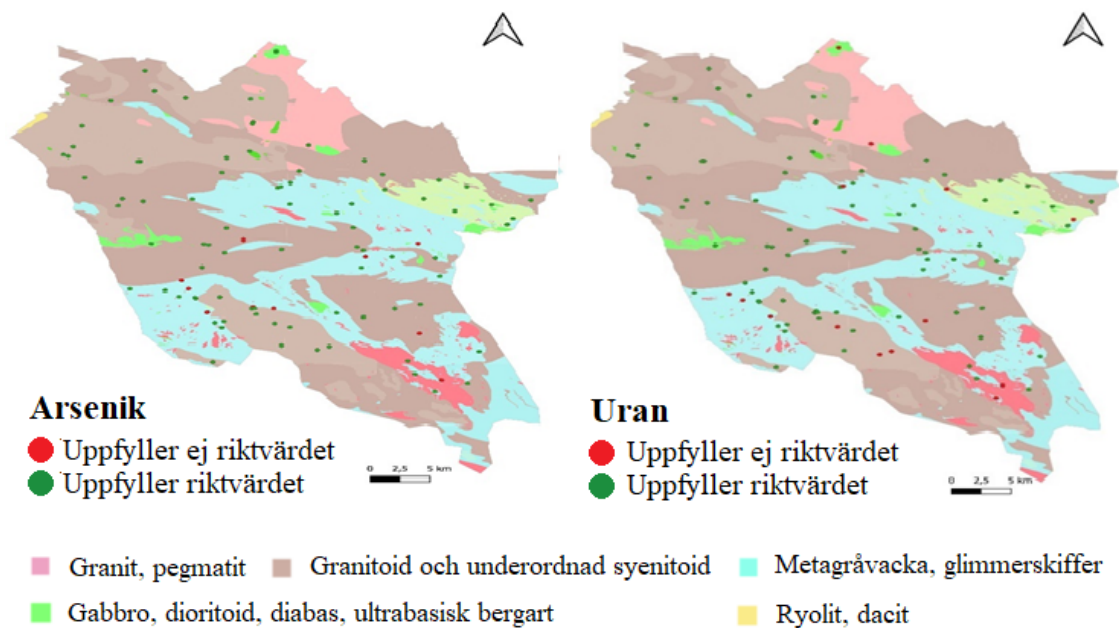 Arsenik
Uppfyller ej riktvärdet
Uppfyller riktvärdet
0 2,5 5 km
Uran
Uppfyller ej riktvärdet
Uppfyller riktvärdet
0 2,5 5 km
Granit, pegmatit
Granitoid och underordnad syenitoid
Metagråvacka, glimmerskiffer
Gabbro, dioritoid, diabas, ultrabasisk bergart
Ryolit, dacit